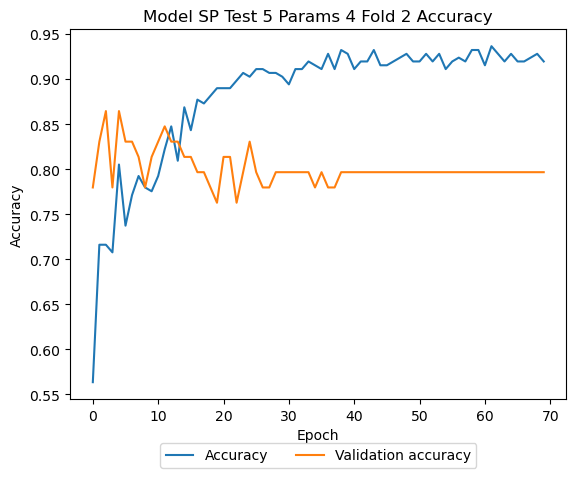 Model SP Test 5 Params 4 Fold 2 Accuracy
0.95
0.90
0.85
0.80
0.75
0.70
0.65
0.60
0.55
Accuracy
0 10 20 30 40 50 60 70
Epoch
Accuracy Validation accuracy